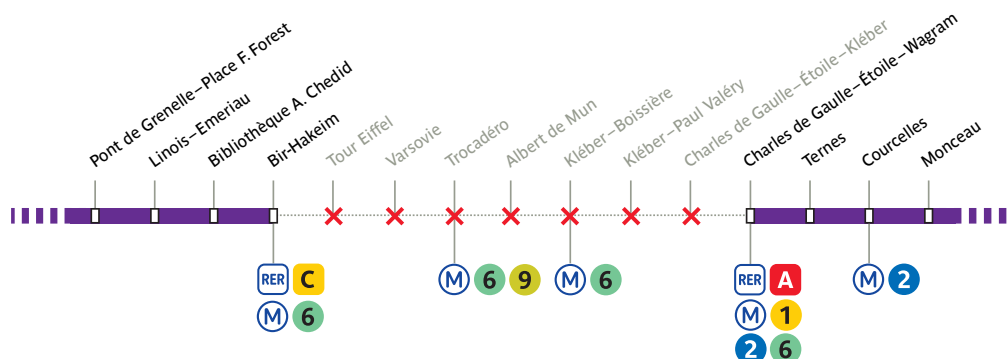 Pont de Grenelle–Place F. Forest
Linois–Emeriau
Bibliothèque A. Chedid
Bir-Hakeim
Tour Eiffel
Varsovie
Trocadéro
Albert de Mun
Kléber–Boissière
Kléber–Paul Valéry
Charles de Gaulle–Étoile–Kléber
Charles de Gaulle–Étoile–Wagram
Ternes
Courcelles
Monceau
RER C
M 6
M 6 9
M 6
RER A
M 1
2 6
M 2